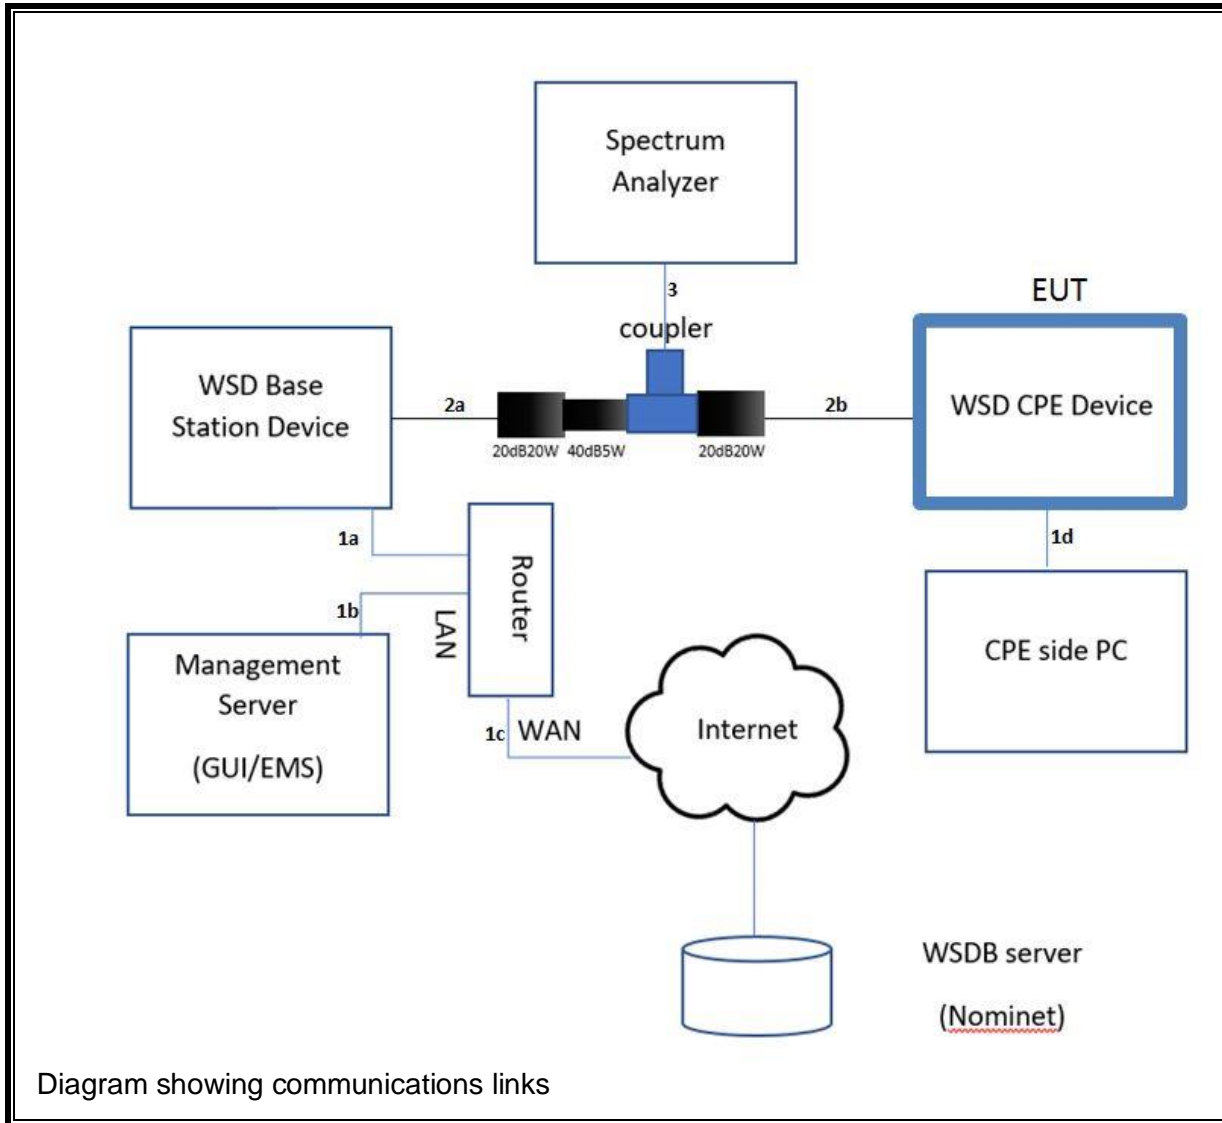 Spectrum
Analyzer
3
coupler
EUT
WSD Base
Station Device
2a
20dB20W
40dB5W
20dB20W
2b
WSD CPE Device
1a
1b
Router
LAN
1d
Management
Server
(GUI/EMS)
CPE side PC
1c
WAN
Internet
WSDB server
(Nominet)
Diagram showing communications links